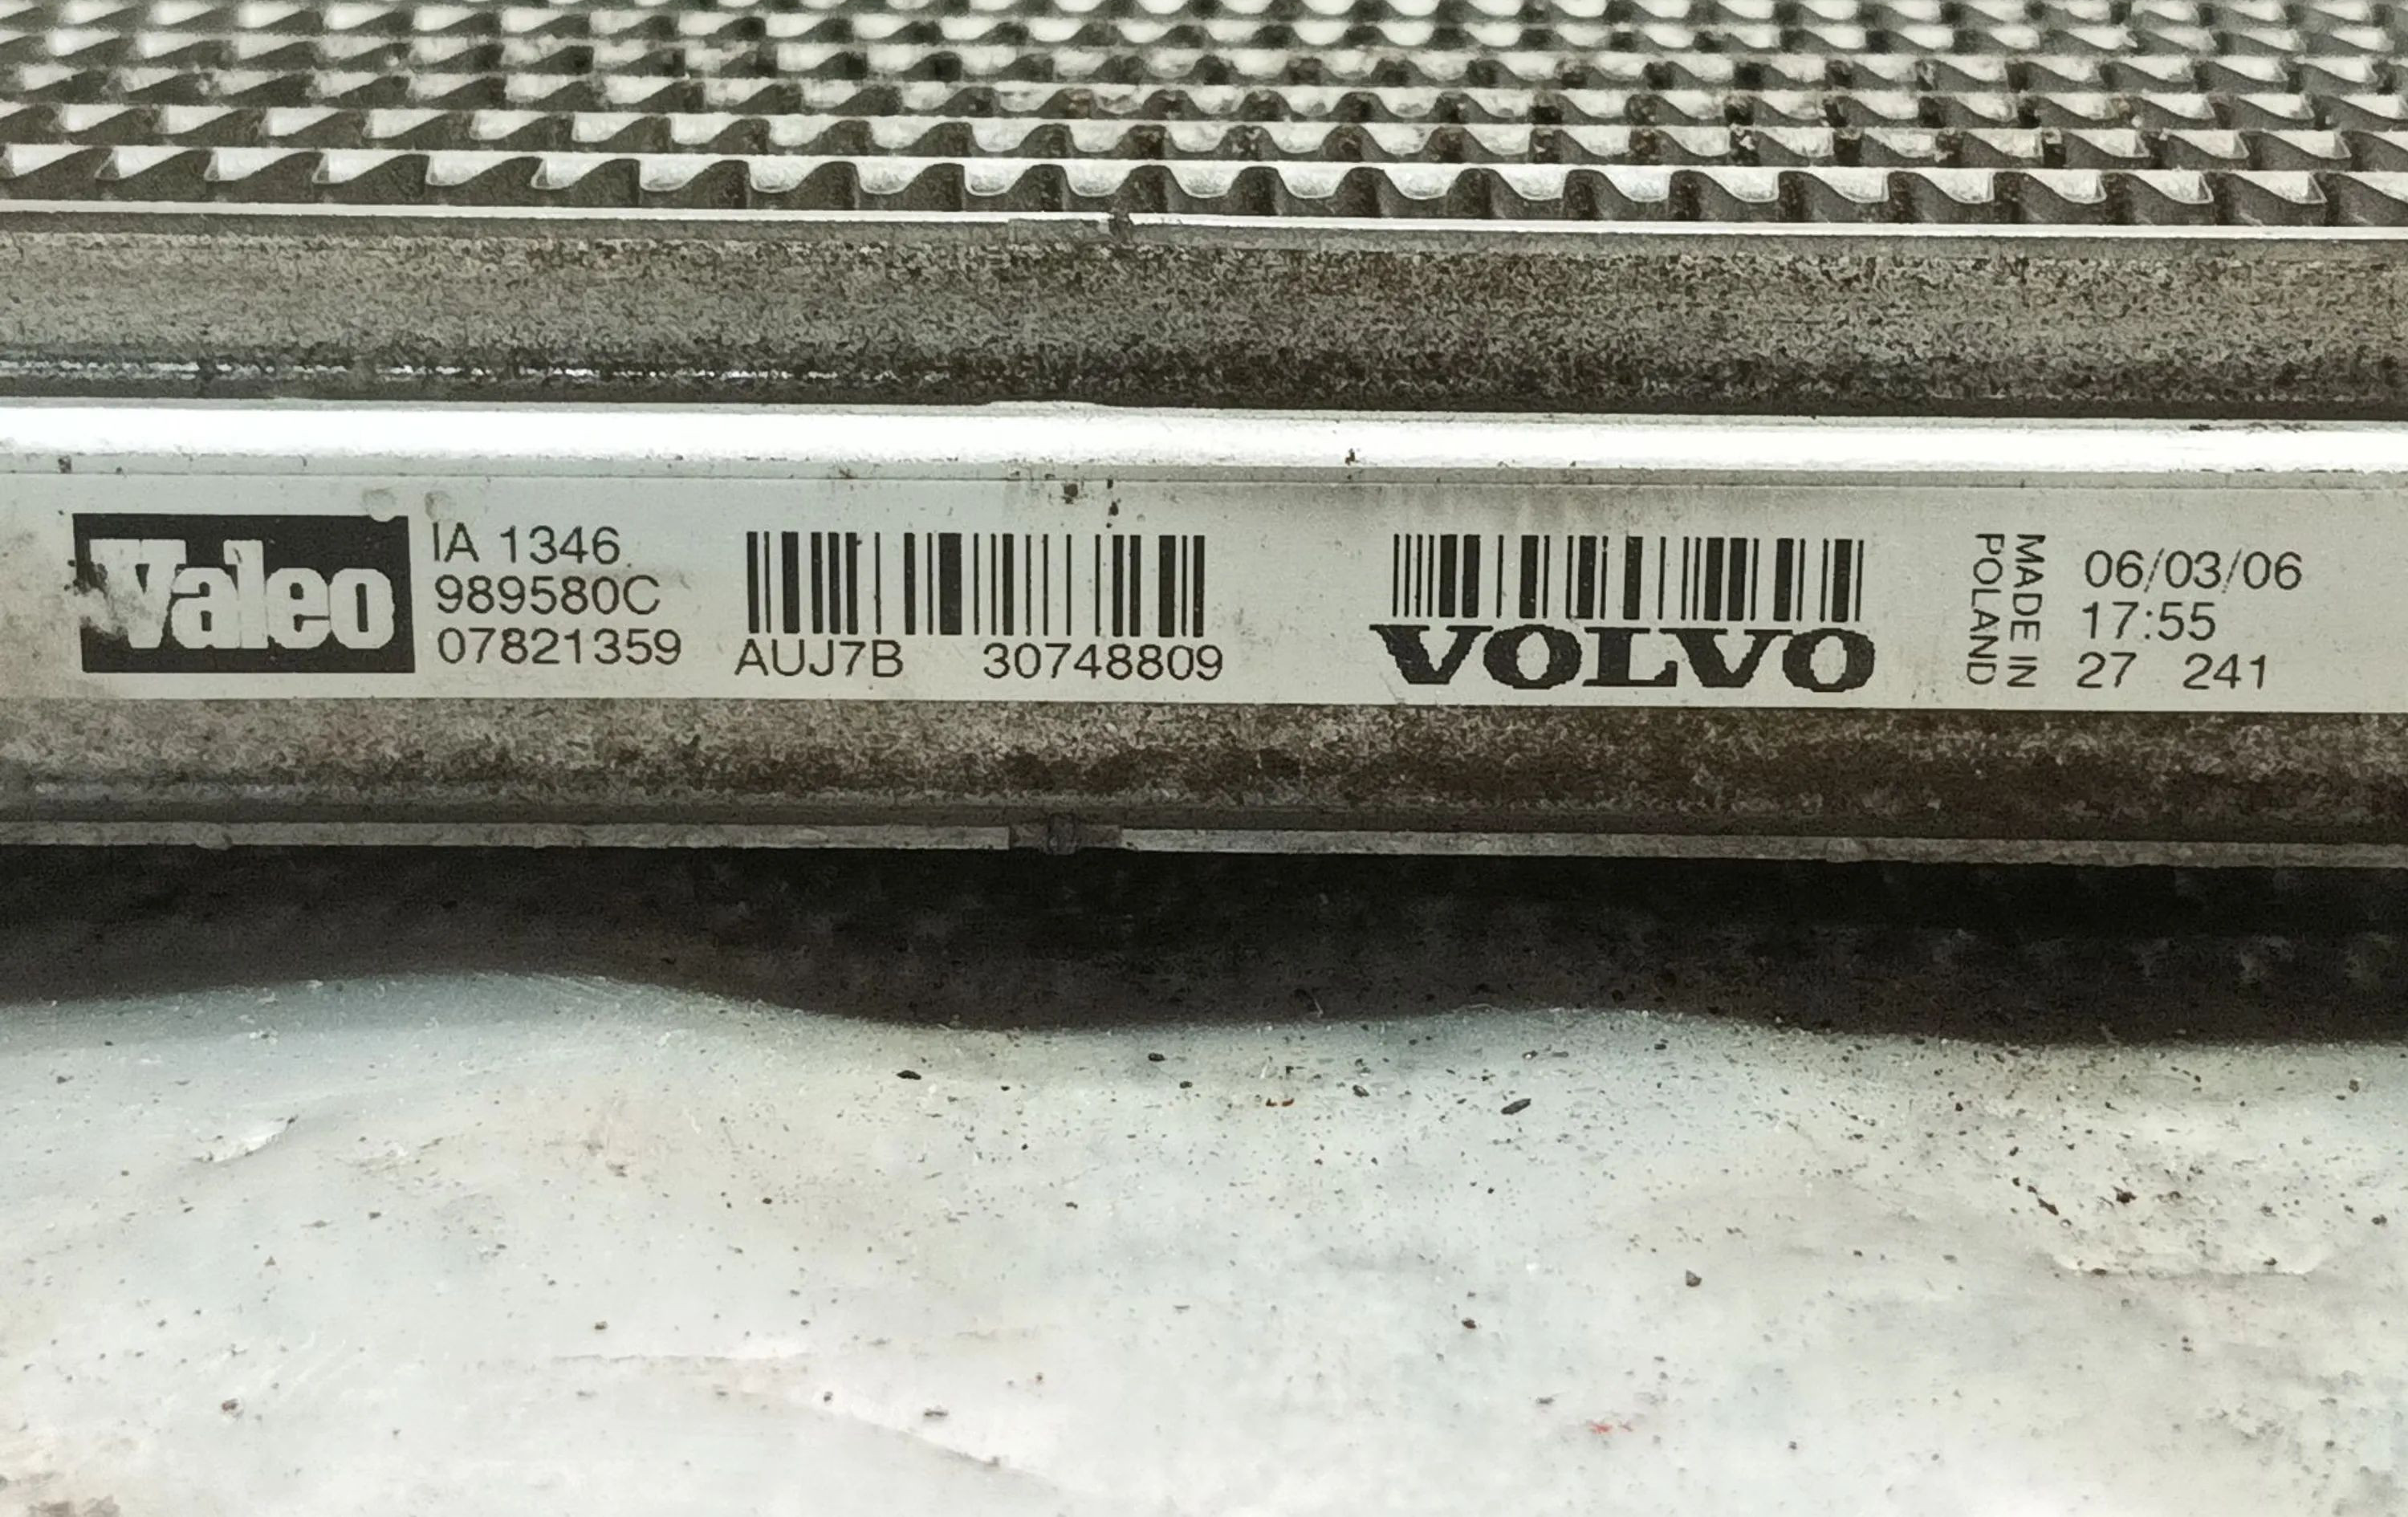 Valeo
IA 1346
989580C
07821359
AUJ7B 30748809
VOLVO
MADE IN
POLAND
06/03/06
17:55
27 241